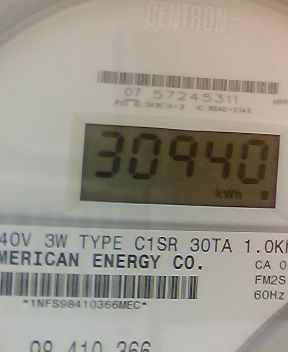 CENTRON®
07 57245311
30940
kWh
40V 3W TYPE C1SR 30TA 1.0K
MERICAN ENERGY CO.
CA 0
FM2S
60Hz
*1NFS98410366MEC*
98 410 366